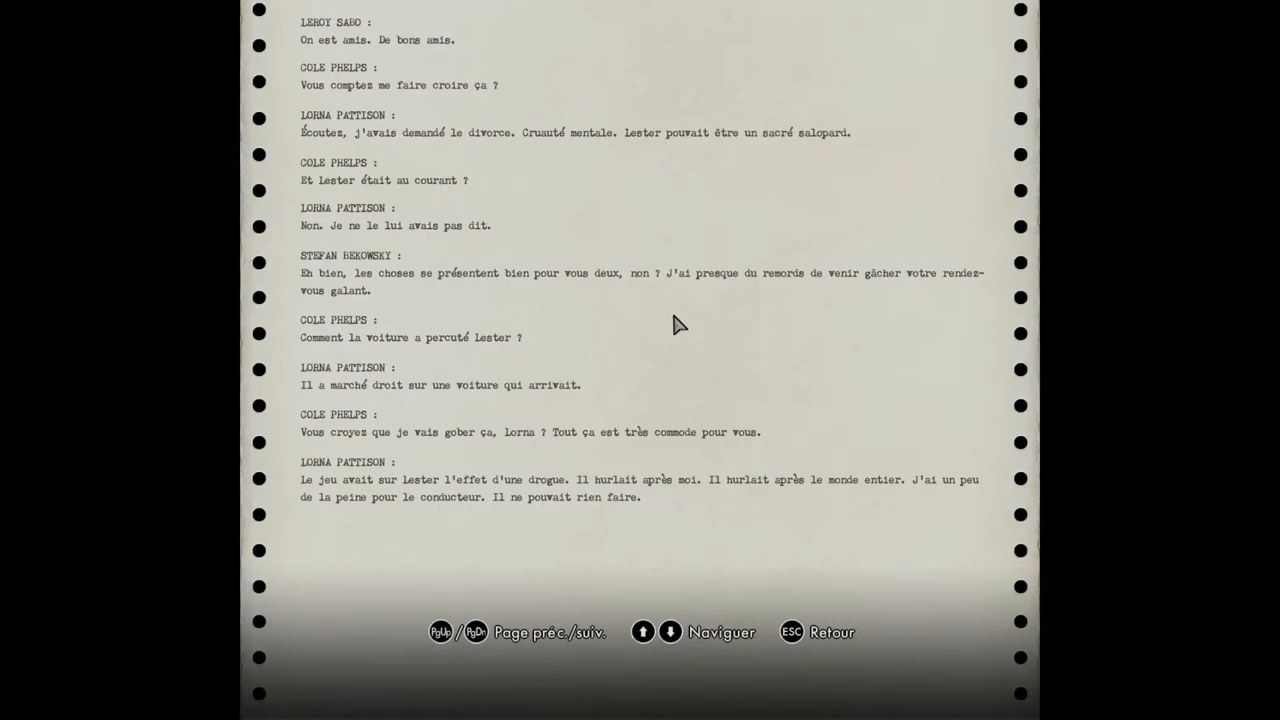 LEROY SABO :
On est amis. De bons amis.
COLE PHELPS :
Vous comptez me faire croire ça ?
LORNA PATTISON :
Écoutez, j'avais demandé le divorce. Cruauté mentale. Lester pouvait être un sacré salopard.
COLE PHELPS :
Et Lester était au courant ?
LORNA PATTISON :
Non. Je ne le lui avais pas dit.
STEFAN BEKOWSKY :
Eh bien, les choses se présentent bien pour vous deux, non ? J'ai presque du remords de venir gâcher votre rendez-
vous galant.
COLE PHELPS :
Comment la voiture a percuté Lester ?
LORNA PATTISON :
Il a marché droit sur une voiture qui arrivait.
COLE PHELPS :
Vous croyez que je vais gober ça, Lorna ? Tout ça est très commode pour vous.
LORNA PATTISON :
Le jeu avait sur Lester l'effet d'une drogue. Il hurlait après moi. Il hurlait après le monde entier. J'ai un peu
de la peine pour le conducteur. Il ne pouvait rien faire.
PgUp / PgDn Page préc./suiv. Naviguer ESC Retour